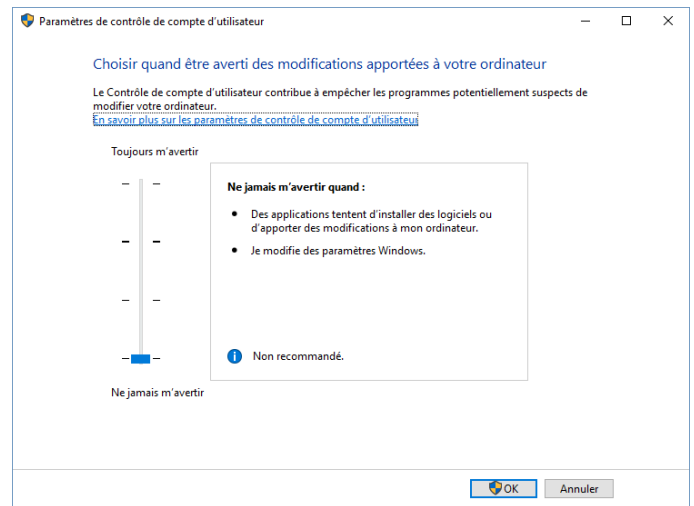 Paramètres de contrôle de compte d'utilisateur
Choisir quand être averti des modifications apportées à votre ordinateur
Le Contrôle de compte d'utilisateur contribue à empêcher les programmes potentiellement suspects de
modifier votre ordinateur.
En savoir plus sur les paramètres de contrôle de compte d'utilisateur
Toujours m'avertir
Ne jamais m'avertir quand :
• Des applications tentent d'installer des logiciels ou
d'apporter des modifications à mon ordinateur.
• Je modifie des paramètres Windows.
Non recommandé.
Ne jamais m'avertir
OK
Annuler